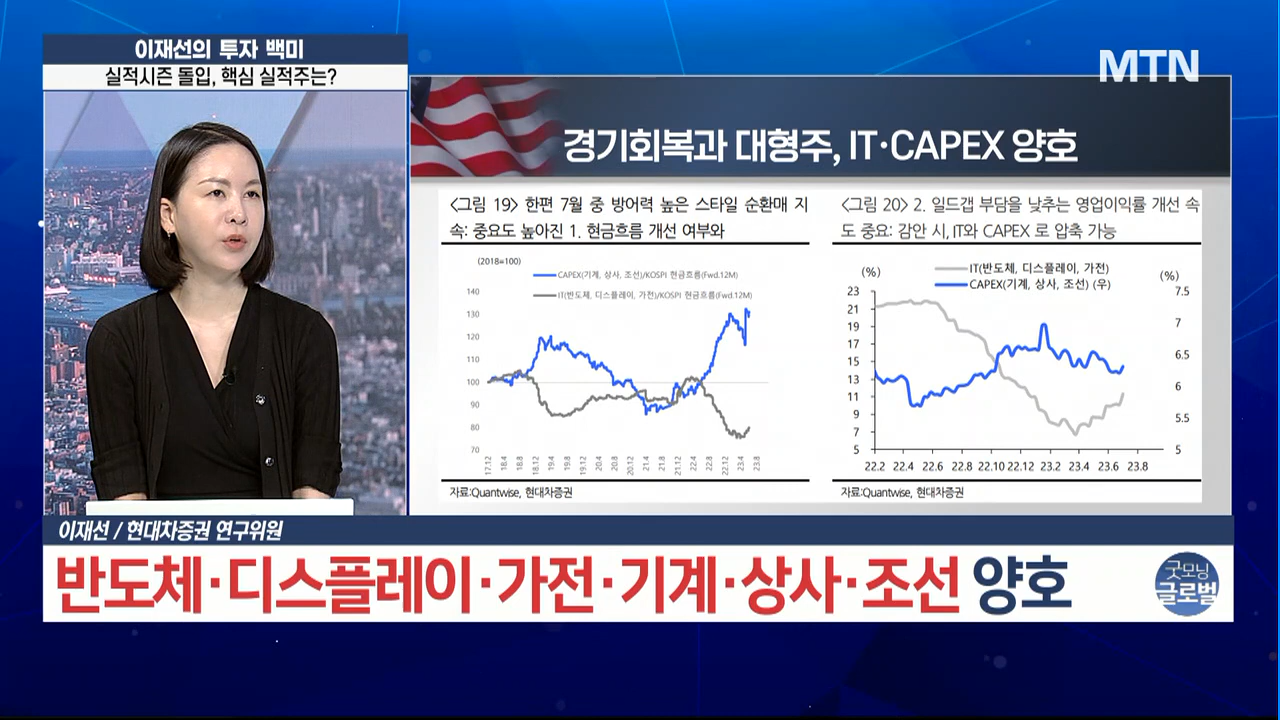 이재선의 투자 백미
실적시즌 돌입, 핵심 실적주는?
MTN
경기회복과 대형주, IT·CAPEX 양호
<그림 19> 한편 7월 중 방어력 높은 스타일 순환매 지
속: 중요도 높아진 1. 현금흐름 개선 여부와
(2018=100)
CAPEX(기계, 상사, 조선)/KOSPI 현금흐름(Fwd.12M)
IT(반도체, 디스플레이, 가전)/KOSPI 현금흐름(Fwd.12M)
140
130
120
110
100
90
80
70
17.12 18.4 18.8 18.12 19.4 19.8 19.12 20.4 20.8 20.12 21.4 21.8 21.12 22.4 22.8 22.12 23.4 23.8
자료:Quantwise, 현대차증권
<그림 20> 2. 일드갭 부담을 낮추는 영업이익률 개선 속
도 중요: 감안 시, IT와 CAPEX 로 압축 가능
(%)
IT(반도체, 디스플레이, 가전)
CAPEX(기계, 상사, 조선) (우)
(%)
23
21
19
17
15
13
11
9
7
5
7.5
7
6.5
6
5.5
5
22.2 22.4 22.6 22.8 22.10 22.12 23.2 23.4 23.6 23.8
자료:Quantwise, 현대차증권
이재선 / 현대차증권 연구위원
반도체·디스플레이·가전·기계·상사·조선 양호
굿모닝
글로벌